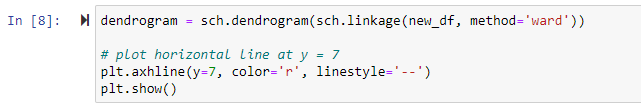 In [8]: dendrogram = sch.dendrogram(sch.linkage(new_df, method='ward'))
# plot horizontal line at y = 7
plt.axhline(y=7, color='r', linestyle='--')
plt.show()